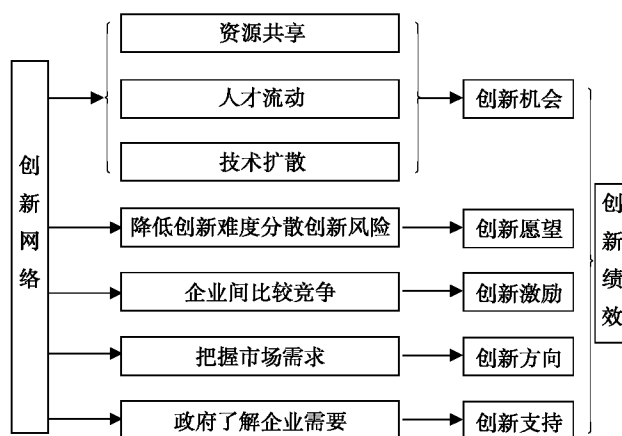 创新网络
资源共享
人才流动
技术扩散
创新机会
降低创新难度分散创新风险
创新愿望
企业间比较竞争
创新激励
把握市场需求
创新方向
政府了解企业需要
创新支持
创新绩效